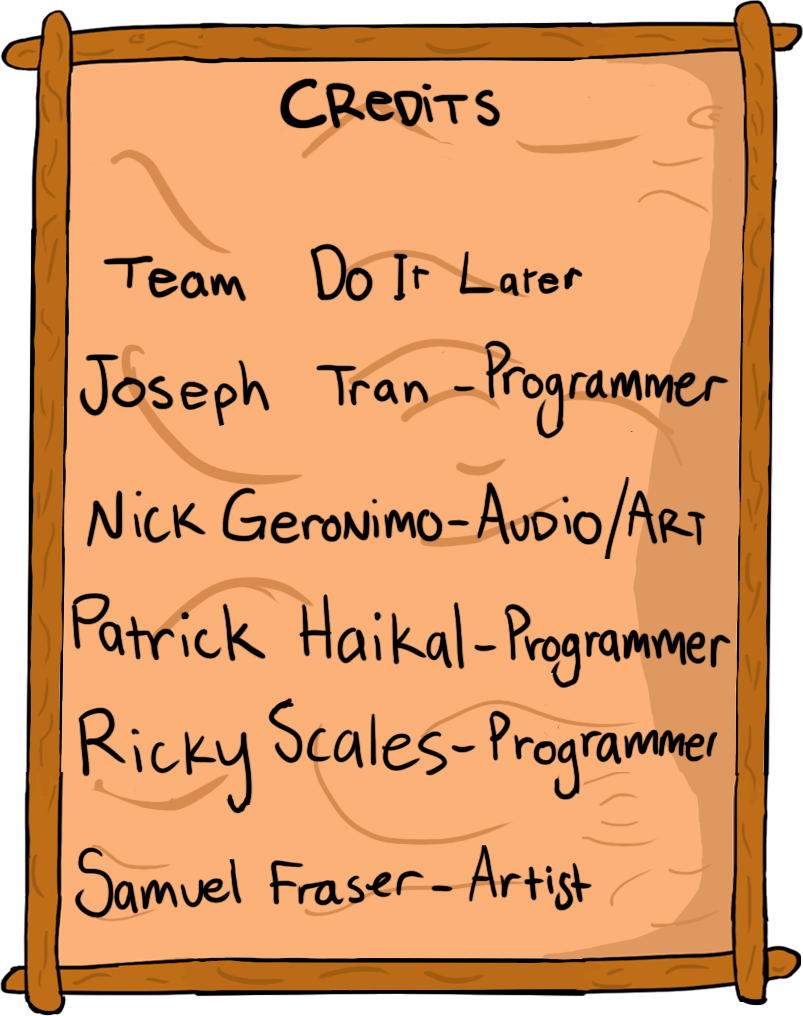 CReDiTS
Team Do It Later
Joseph Tran - Programmer
Nick Geronimo - Audio/Art
Patrick Haikal - Programmer
Ricky Scales - Programmer
Samuel Fraser - Artist